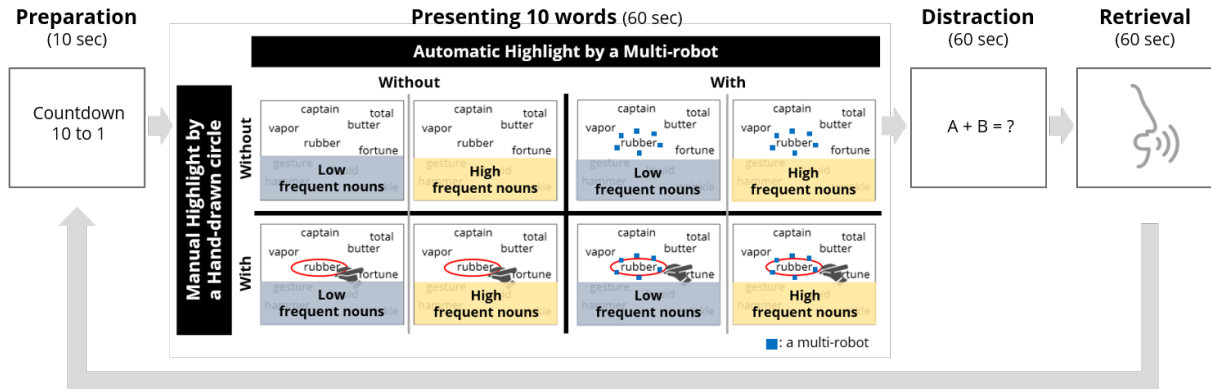 Preparation
(10 sec)
Countdown
10 to 1
Presenting 10 words (60 sec)
Automatic Highlight by a Multi-robot
Without
With
Manual Highlight by
a Hand-drawn circle
Without
captain
total
butter
vapor
rubber
fortune
gesture
Low
frequent nouns
captain
total
butter
vapor
rubber
fortune
High
frequent nouns
captain
total
butter
vapor
rubber
fortune
Low
frequent nouns
captain
total
butter
vapor
rubber
fortune
High
frequent nouns
With
captain
total
butter
vapor
rubber
fortune
gesture
hammer
Low
frequent nouns
captain
total
butter
vapor
rubber
fortune
High
frequent nouns
captain
total
butter
vapor
rubber
fortune
Low
frequent nouns
captain
total
butter
vapor
rubber
fortune
High
frequent nouns
: a multi-robot
Distraction
(60 sec)
A + B = ?
Retrieval
(60 sec)